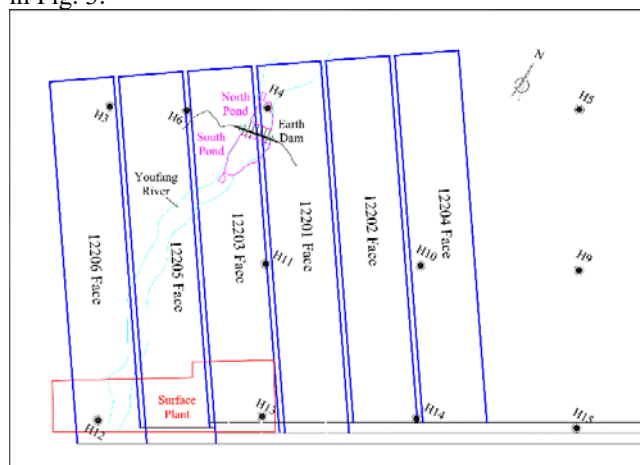 in Fig. 3.
N
North
Pond
H4
H3
H6
H5
Earth
Dam
South
Pond
Youfang
River
12206 Face
12205 Face
12203 Face
12201 Face
12202 Face
12204 Face
H11
H10
H9
Surface
Plant
H12
H13
H14
H15